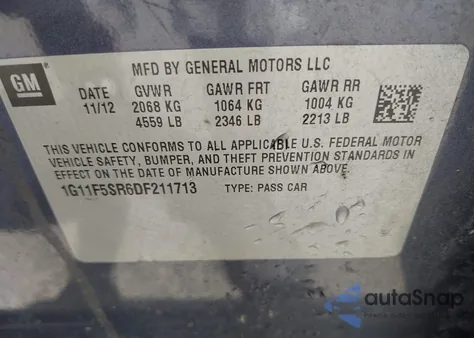 GM
MFD BY GENERAL MOTORS LLC
DATE GVWR GAWR FRT GAWR RR
11/12 2068 KG 1064 KG 1004 KG
4559 LB 2346 LB 2213 LB
THIS VEHICLE CONFORMS TO ALL APPLICABLE U.S. FEDERAL MOTOR
VEHICLE SAFETY, BUMPER, AND THEFT PREVENTION STANDARDS IN
EFFECT ON THE DATE OF MANUFACTURE SHOWN ABOVE.
1G11F5SR6DF211713 TYPE: PASS CAR
autoSnap